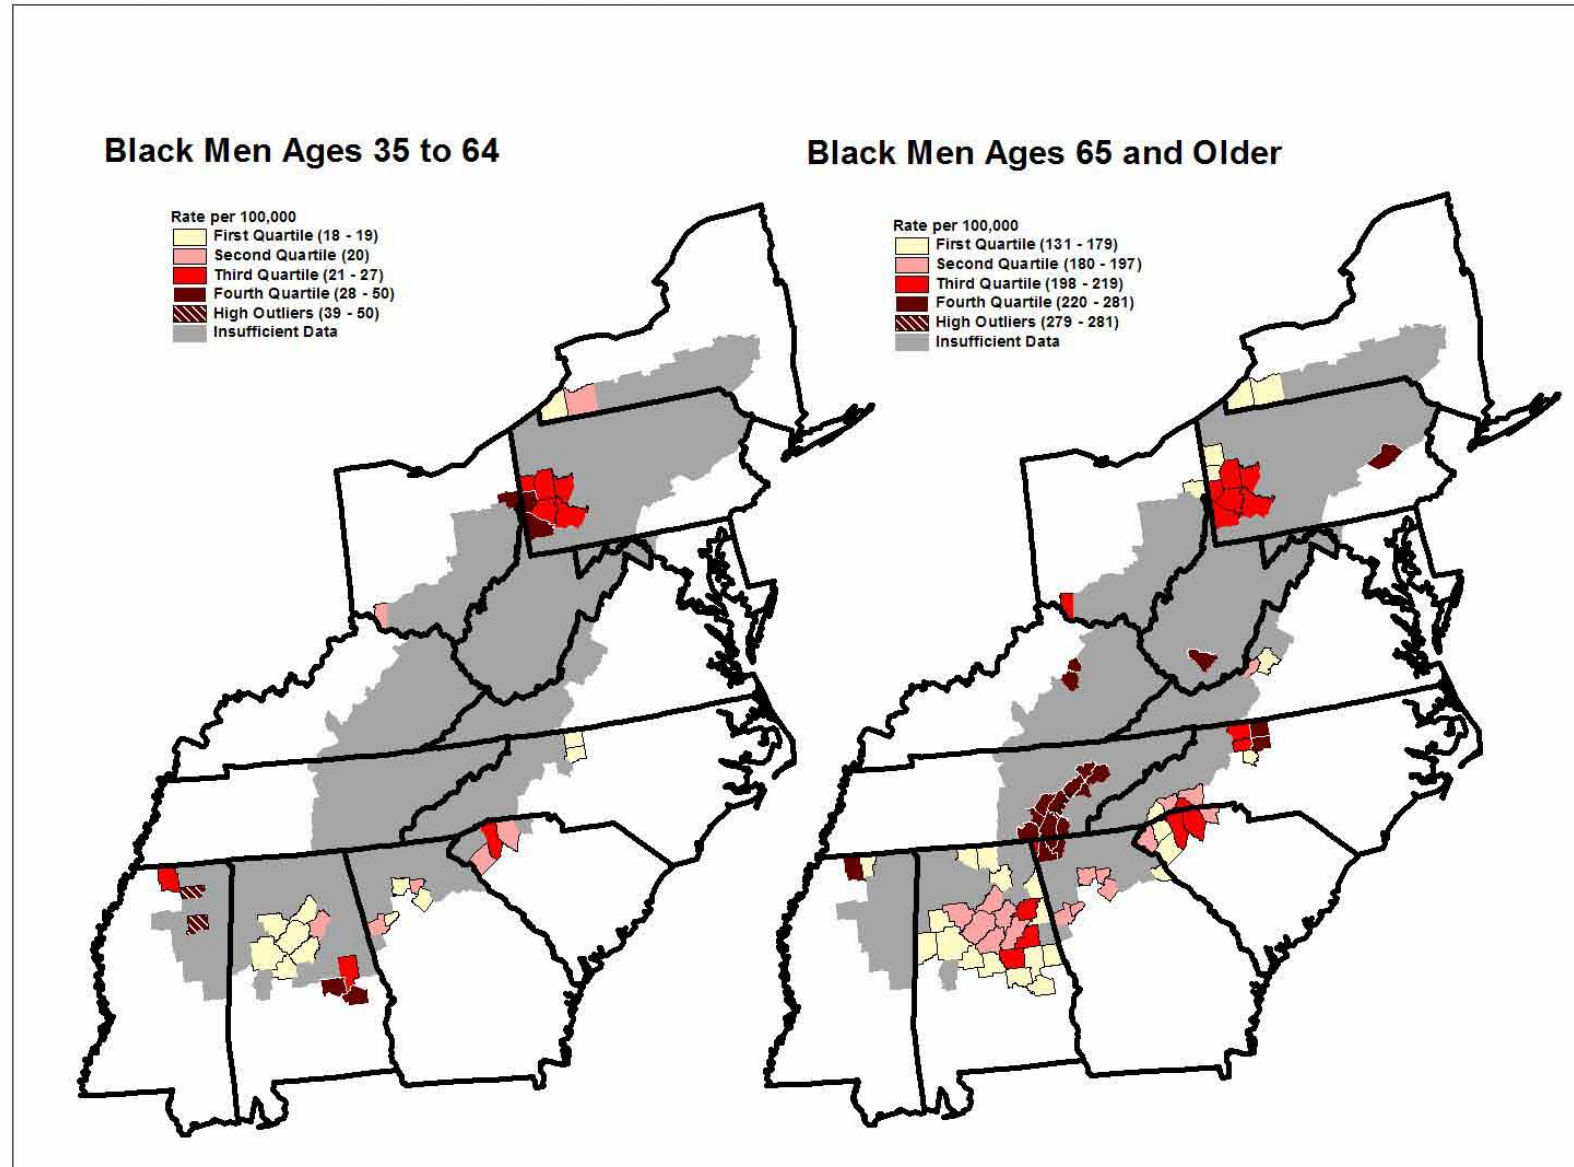 Black Men Ages 35 to 64
Rate per 100,000
First Quartile (18 - 19)
Second Quartile (20)
Third Quartile (21 - 27)
Fourth Quartile (28 - 50)
High Outliers (39 - 50)
Insufficient Data
Black Men Ages 65 and Older
Rate per 100,000
First Quartile (131 - 179)
Second Quartile (180 - 197)
Third Quartile (198 - 219)
Fourth Quartile (220 - 281)
High Outliers (279 - 281)
Insufficient Data